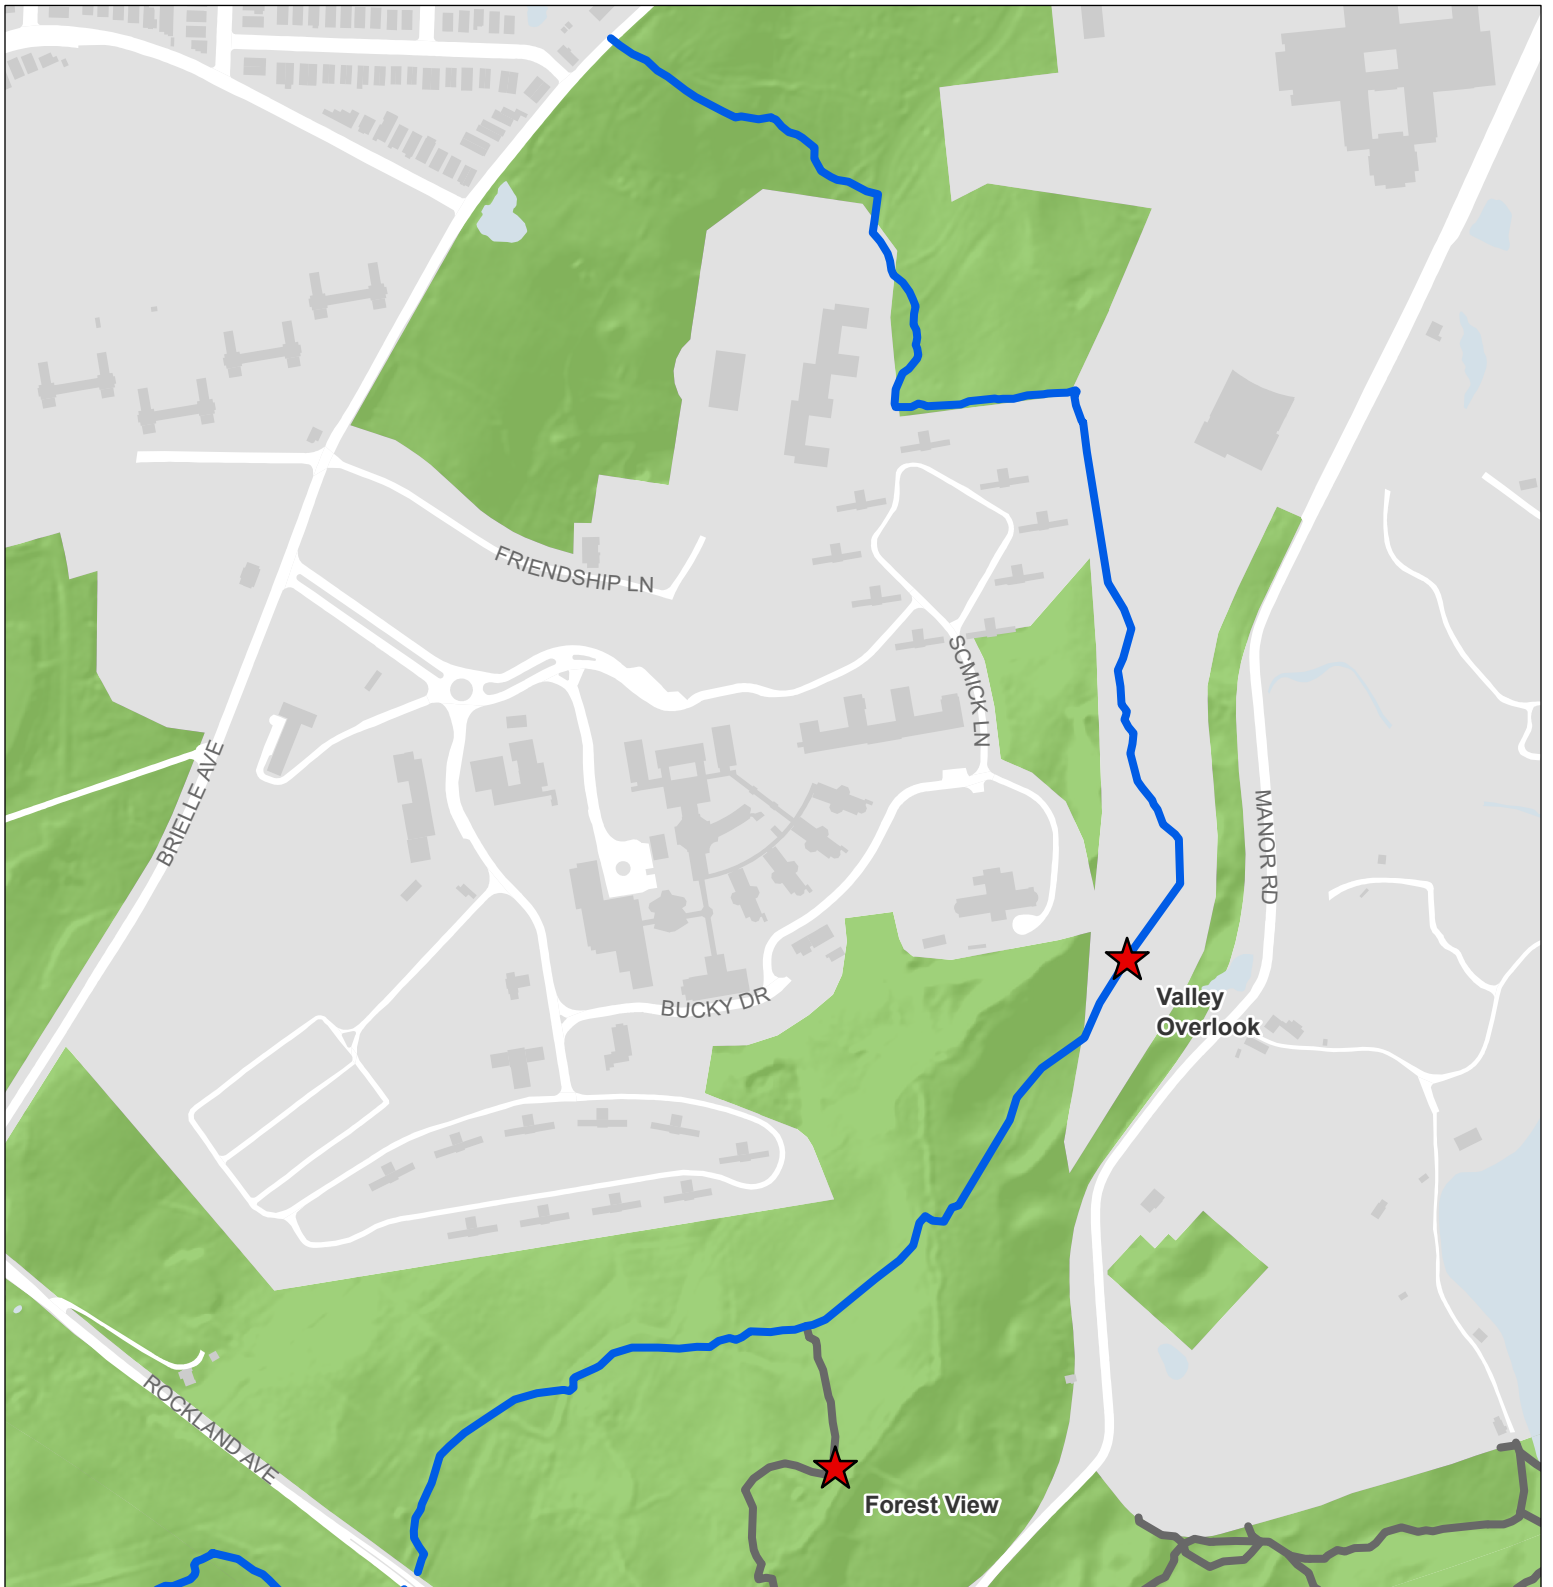 FRIENDSHIP LN
SCMICK LN
BRIELLE AVE
MANOR RD
BUCKY DR
Valley
Overlook
ROCKLAND AVE
Forest View